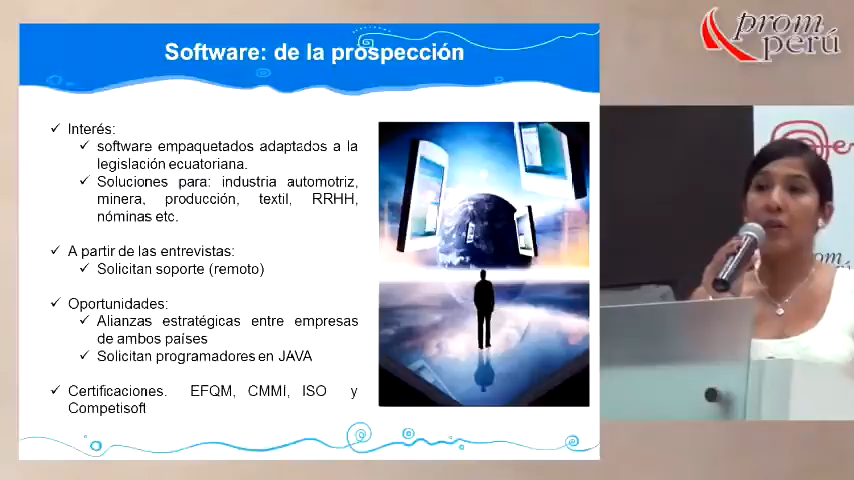 prom
perú
Software: de la prospección
✓ Interés:
✓ software empaquetados adaptados a la
legislación ecuatoriana.
✓ Soluciones para: industria automotriz,
minera, producción, textil, RRHH,
nóminas etc.
✓ A partir de las entrevistas:
✓ Solicitan soporte (remoto)
✓ Oportunidades:
✓ Alianzas estratégicas entre empresas
de ambos países
✓ Solicitan programadores en JAVA
✓ Certificaciones. EFQM, CMMI, ISO y
Competisoft